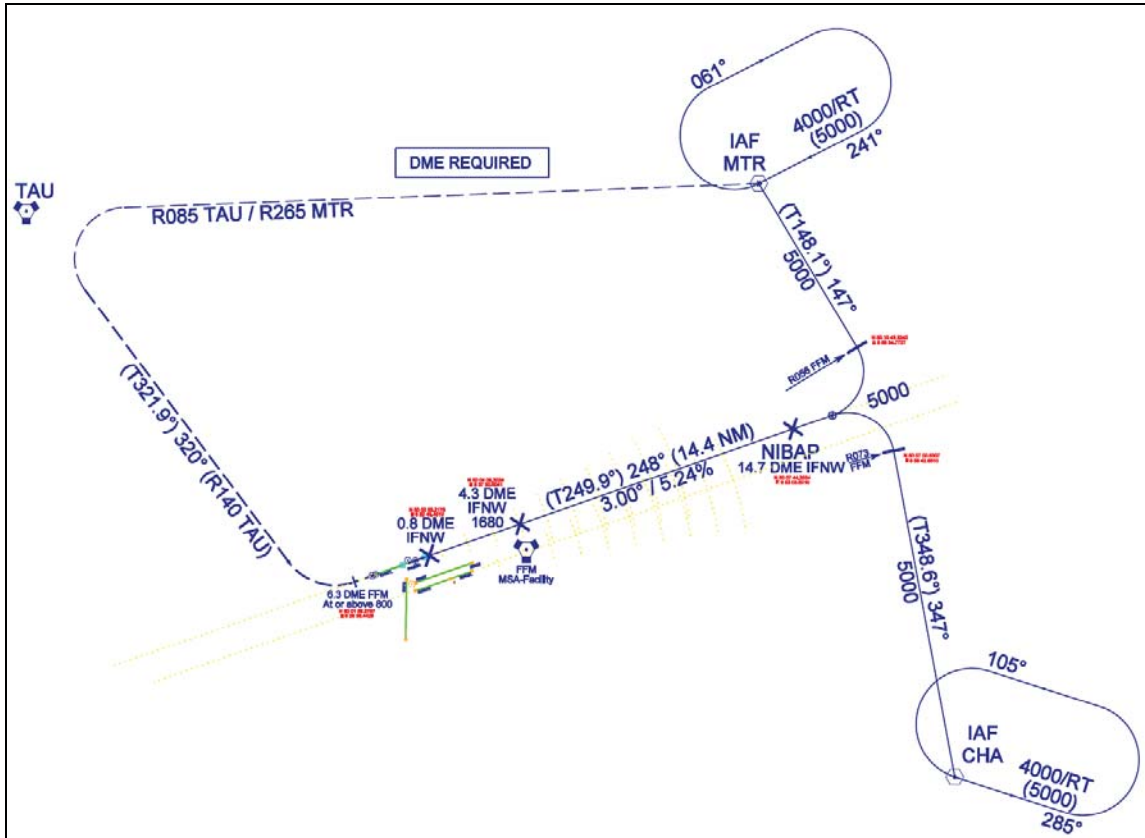 061°
4000/RT
(5000)
241°
IAF
MTR
DME REQUIRED
TAU
R085 TAU / R265 MTR
(T148.1°) 147°
5000
R056 FFM
5000
(T321.9°) 320° (R140 TAU)
NIBAP
14.7 DME IFNW
R073
FFM
(T249.9°) 248° (14.4 NM)
3.00° / 5.24%
4.3 DME
IFNW
1680
0.8 DME
IFNW
FFM
MSA-Facility
6.3 DME FFM
At or above 800
(T348.6°) 347°
5000
105°
IAF
CHA
4000/RT
(5000)
285°